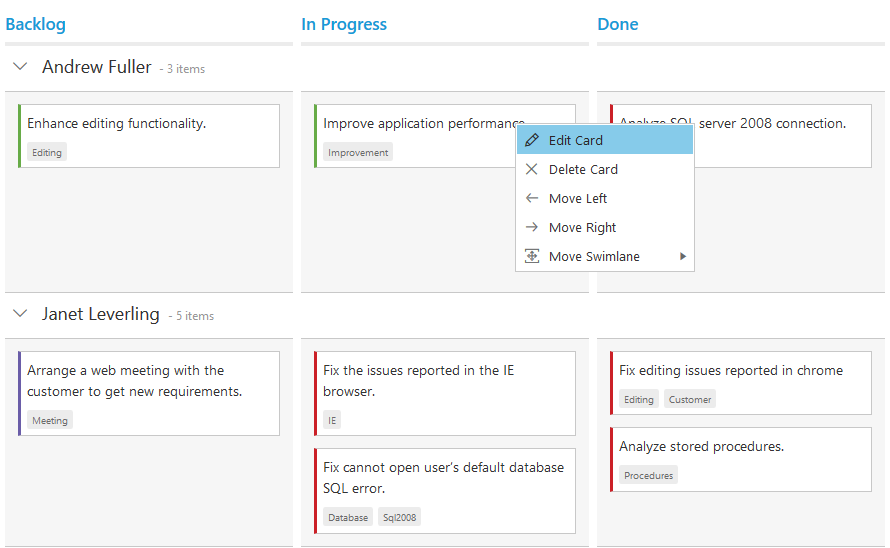 Backlog
In Progress
Done
Andrew Fuller - 3 items
Enhance editing functionality.
Editing
Improve application performance
Improvement
Analyze SQL server 2008 connection.
Edit Card
Delete Card
Move Left
Move Right
Move Swimlane
Janet Leverling - 5 items
Arrange a web meeting with the
customer to get new requirements.
Meeting
Fix the issues reported in the IE
browser.
IE
Fix cannot open user's default database
SQL error.
Database Sql2008
Fix editing issues reported in chrome
Editing Customer
Analyze stored procedures.
Procedures